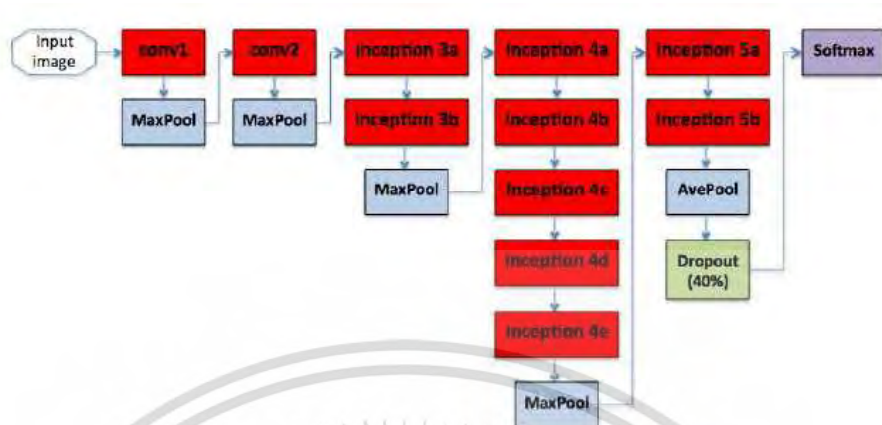 Input
image
conv1
MaxPool
conv2
MaxPool
Inception 3a
Inception 3b
MaxPool
Inception 4a
Inception 4b
Inception 4c
Inception 4d
Inception 4e
MaxPool
Inception 5a
Inception 5b
AvePool
Dropout
(40%)
Softmax